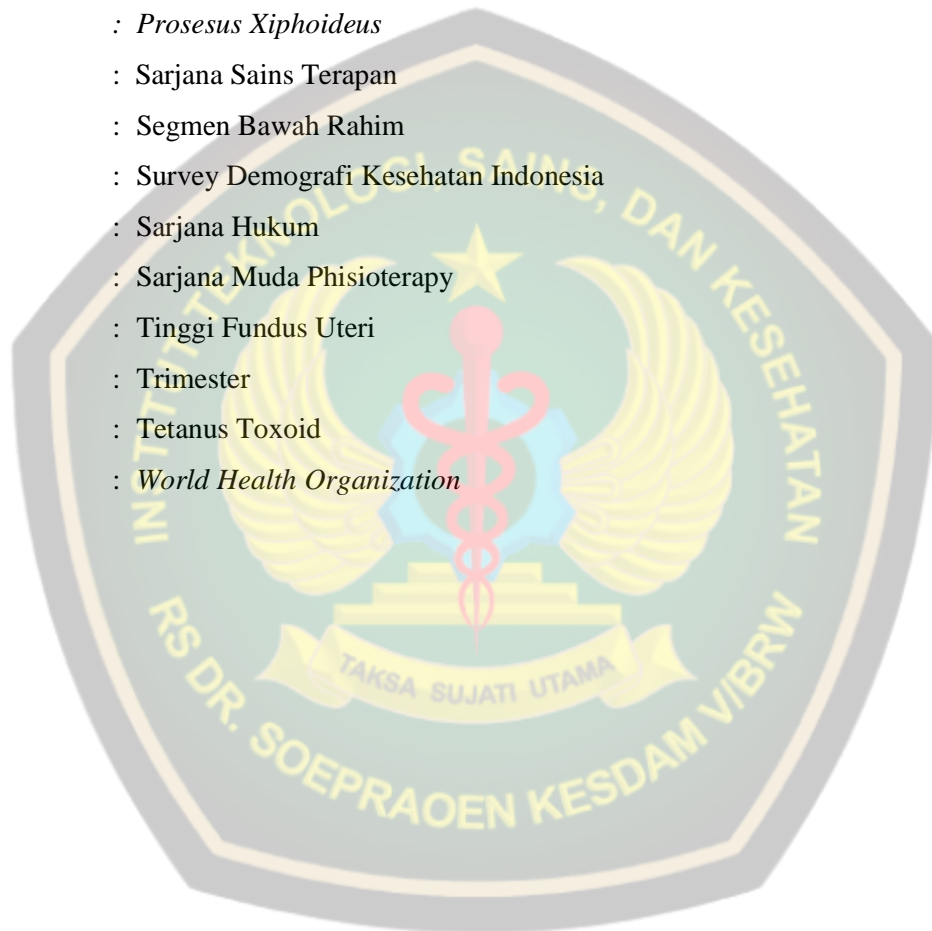 : Prosesus Xiphoideus
: Sarjana Sains Terapan
: Segmen Bawah Rahim
: Survey Demografi Kesehatan Indonesia
: Sarjana Hukum
: Sarjana Muda Phisioterapy
: Tinggi Fundus Uteri
: Trimester
: Tetanus Toxoid
: World Health Organization
INSTITUT TEKNOLOGI, SAINS, DAN KESEHATAN
TAKSA SUJATI UTAMA
RS DR. SOEPRAOEN KESDAM V/BRW